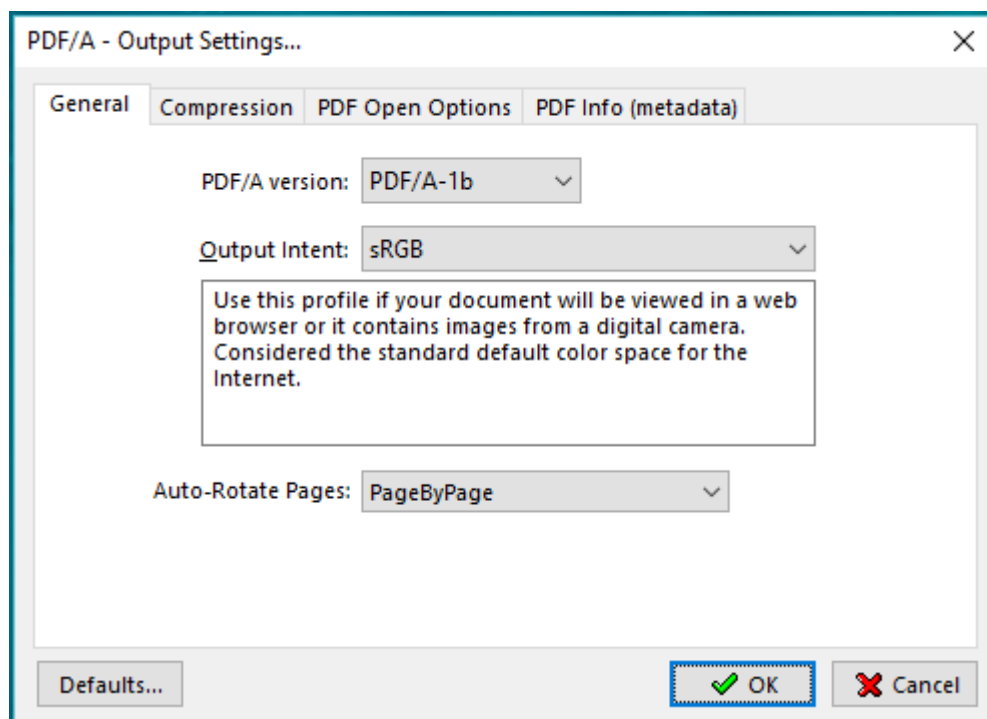 PDF/A - Output Settings...
General Compression PDF Open Options PDF Info (metadata)
PDF/A version: PDF/A-1b
Output Intent: sRGB
Use this profile if your document will be viewed in a web
browser or it contains images from a digital camera.
Considered the standard default color space for the
Internet.
Auto-Rotate Pages: PageByPage
Defaults... OK Cancel